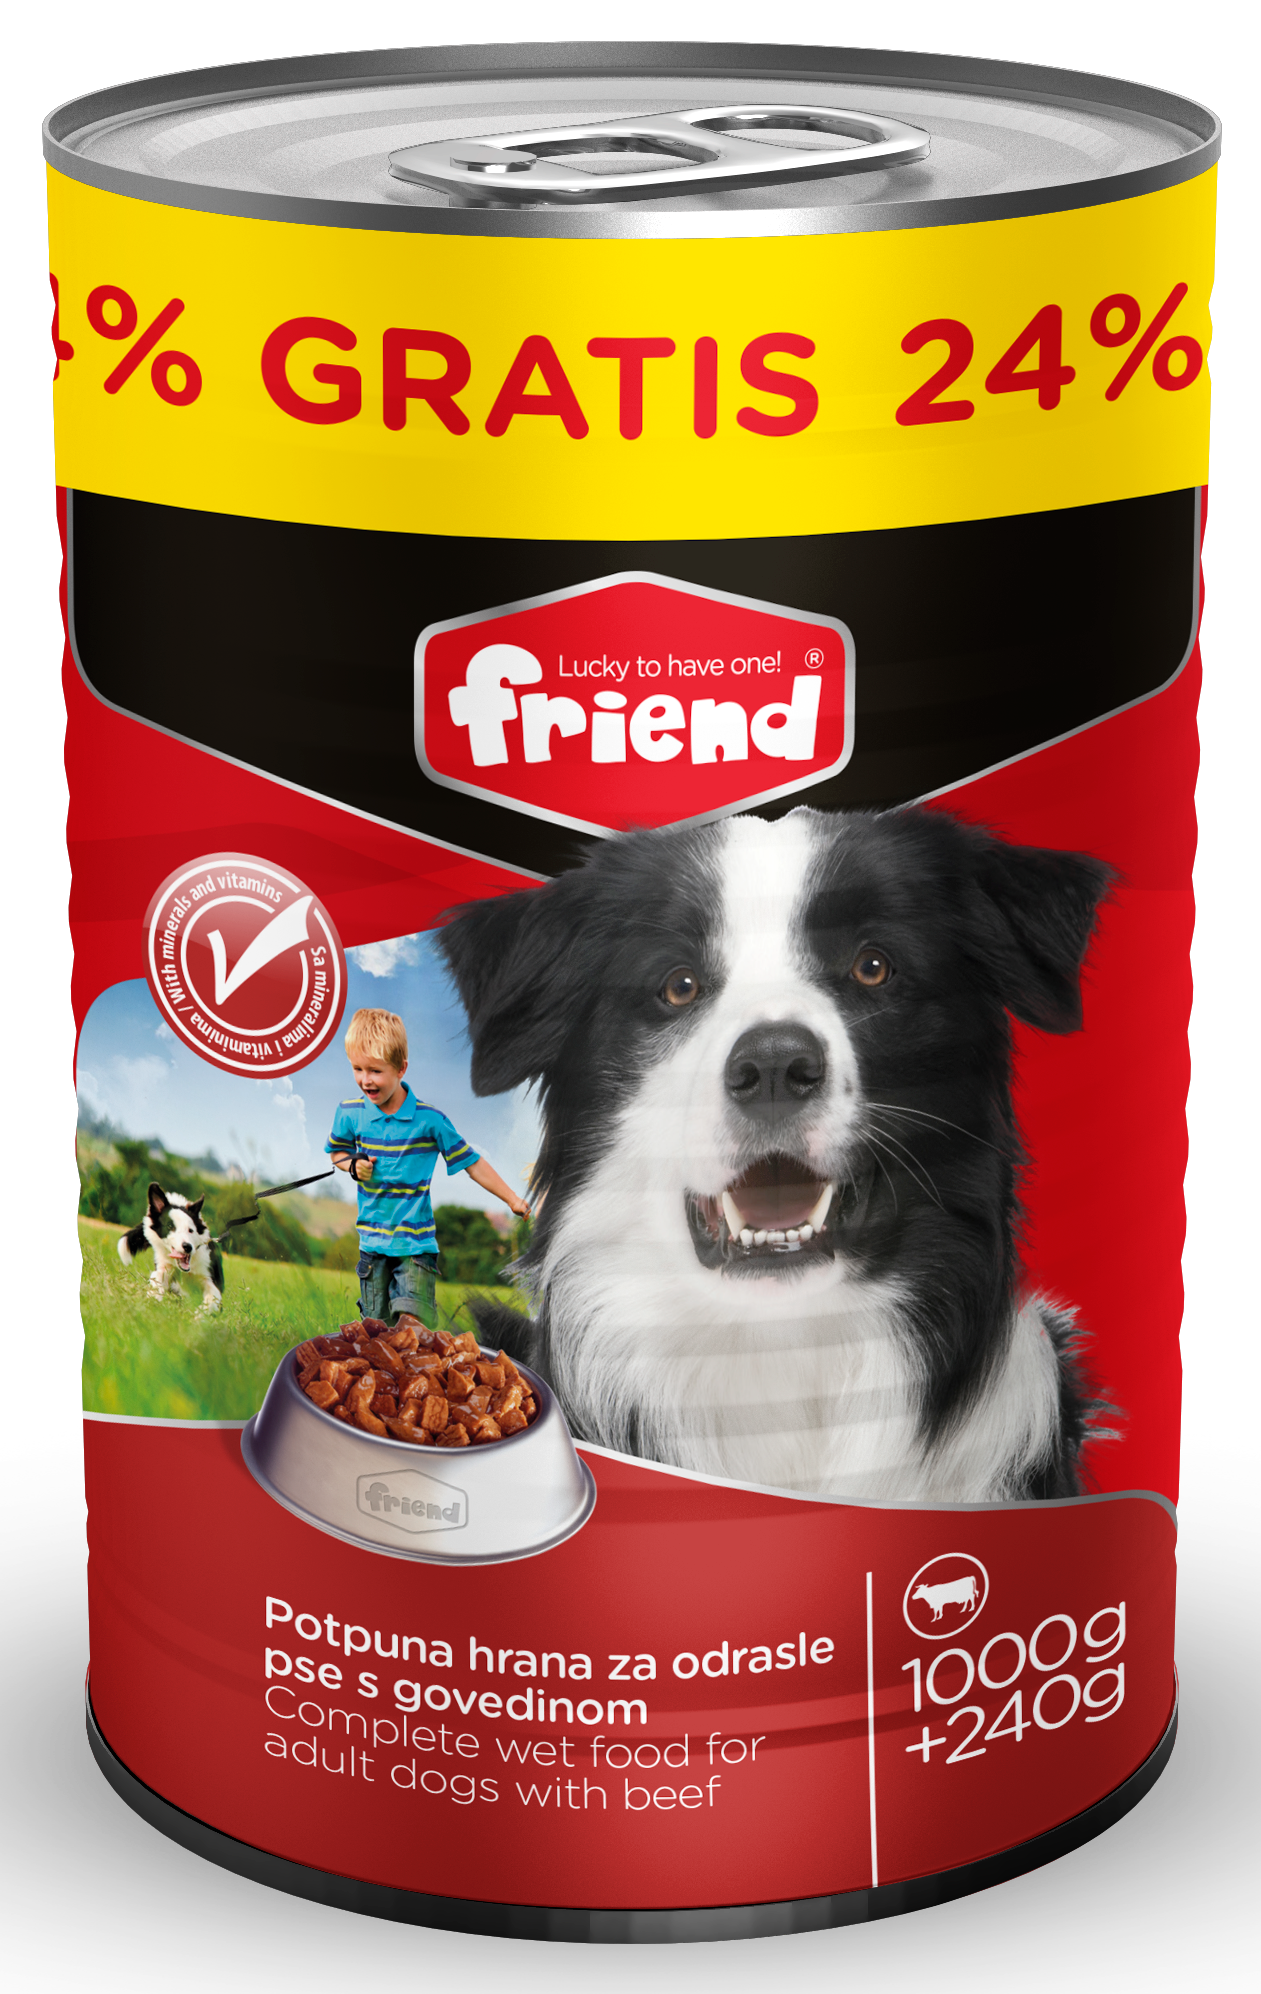 4% GRATIS 24%
Lucky to have one! ®
friend
With minerals and vitamins /
Sa mineralima i vitaminima
friend
Potpuna hrana za odrasle
pse s govedinom
Complete wet food for
adult dogs with beef
1000g
+240g